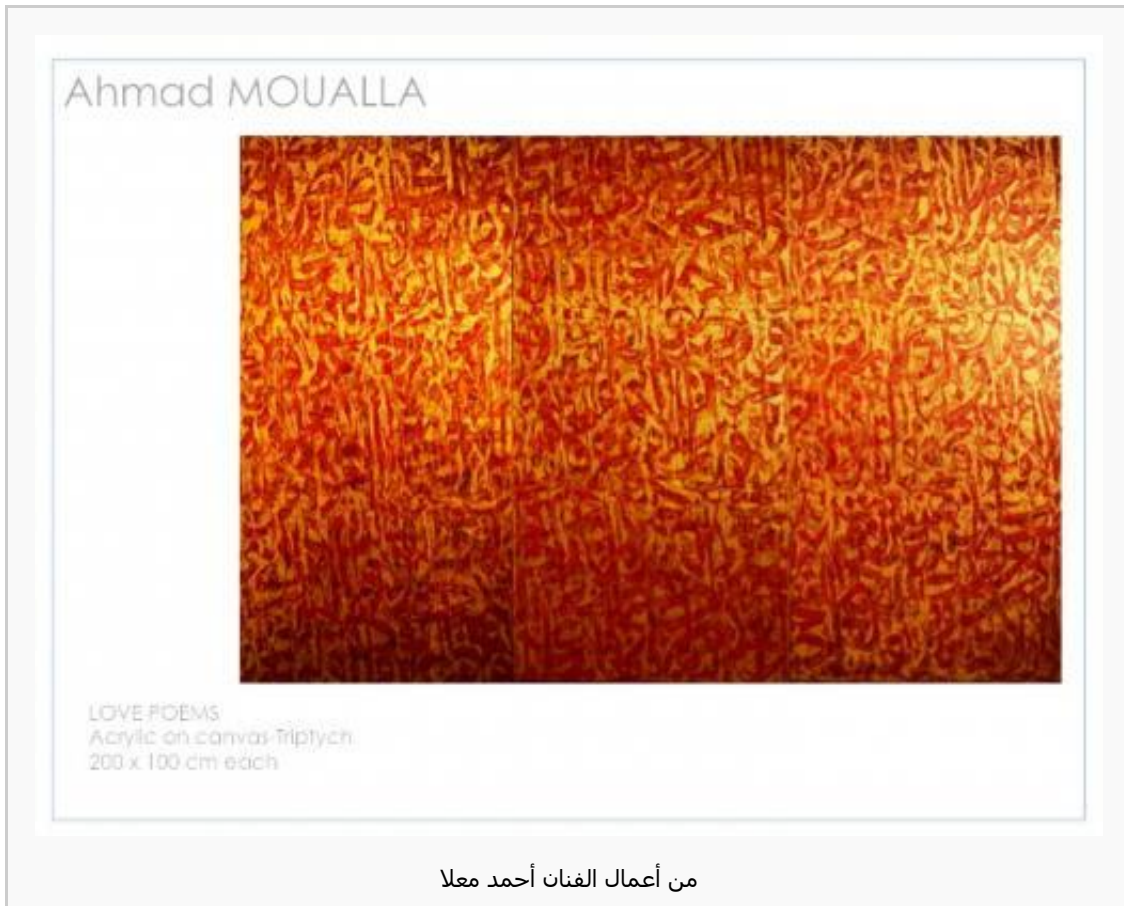 Ahmad MOUALLA
LOVE POEMS
Acrylic on canvas-Triptych
200 x 100 cm each
من أعمال الفنان أحمد معلا